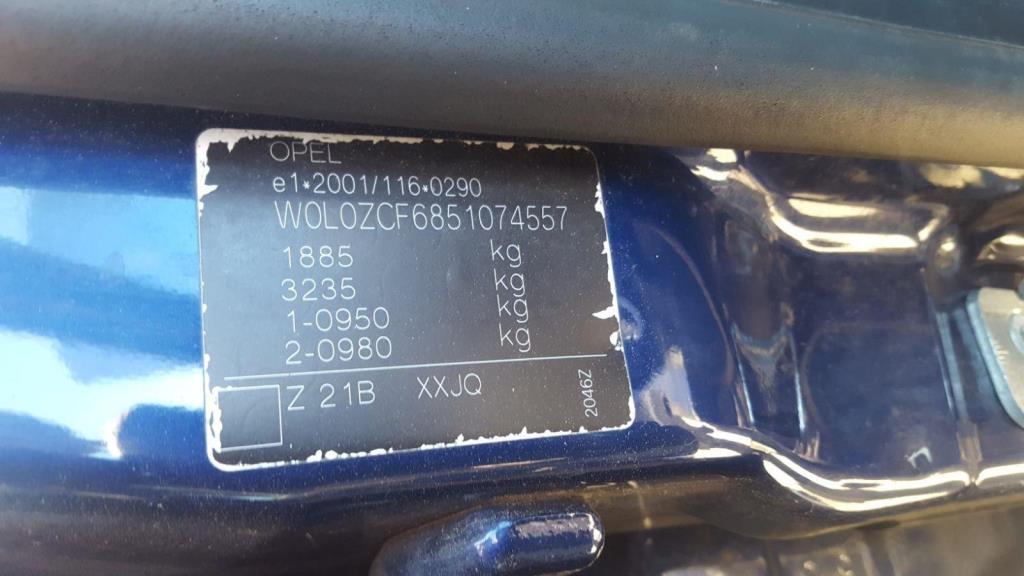 OPEL
e1*2001/116*0290
W0L0ZCF6851074557
1885 kg
3235 kg
1-0950 kg
2-0980 kg
Z 21B XXJQ
2046Z